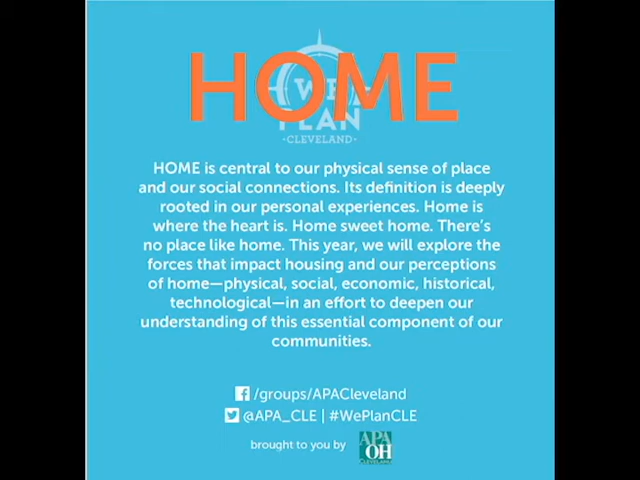 HOME
WE
PLAN
·CLEVELAND·
HOME is central to our physical sense of place
and our social connections. Its definition is deeply
rooted in our personal experiences. Home is
where the heart is. Home sweet home. There's
no place like home. This year, we will explore the
forces that impact housing and our perceptions
of home—physical, social, economic, historical,
technological—in an effort to deepen our
understanding of this essential component of our
communities.
/groups/APACleveland
@APA_CLE | #WePlanCLE
brought to you by
APA
OH
CLEVELAND